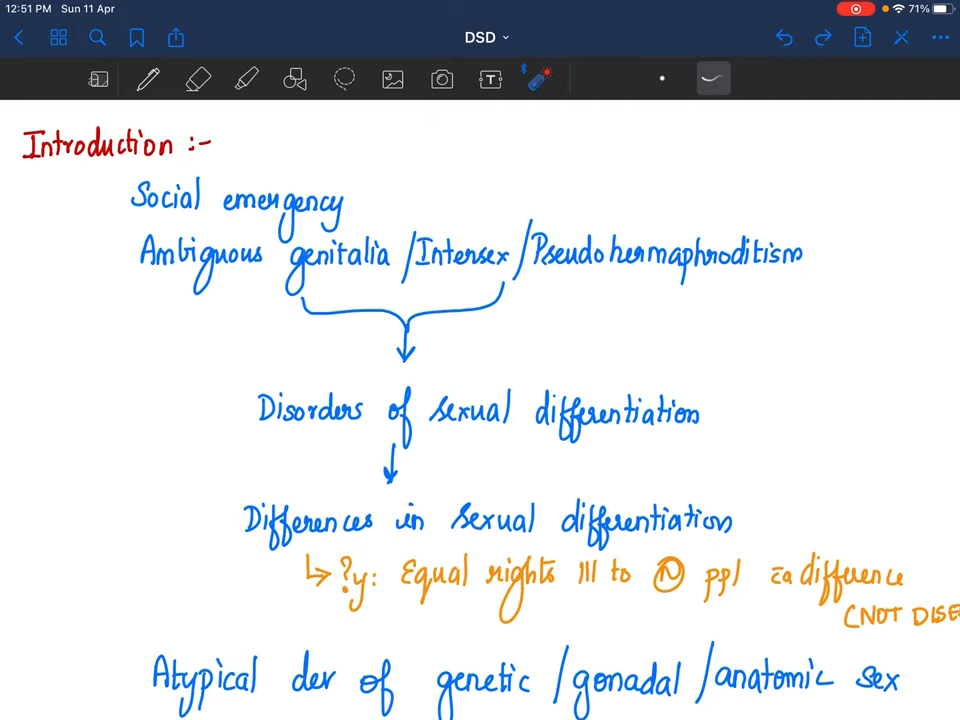 12:51 PM Sun 11 Apr 71%
DSD
T
Introduction :-
Social emergency
Ambiguous genitalia / Intersex / Pseudohermaphroditism
Disorders of sexual differentiation
Differences in sexual differentiation
?y: Equal rights lll to N ppl c̄ a difference
(NOT DISE
Atypical dev of genetic / gonadal / anatomic sex